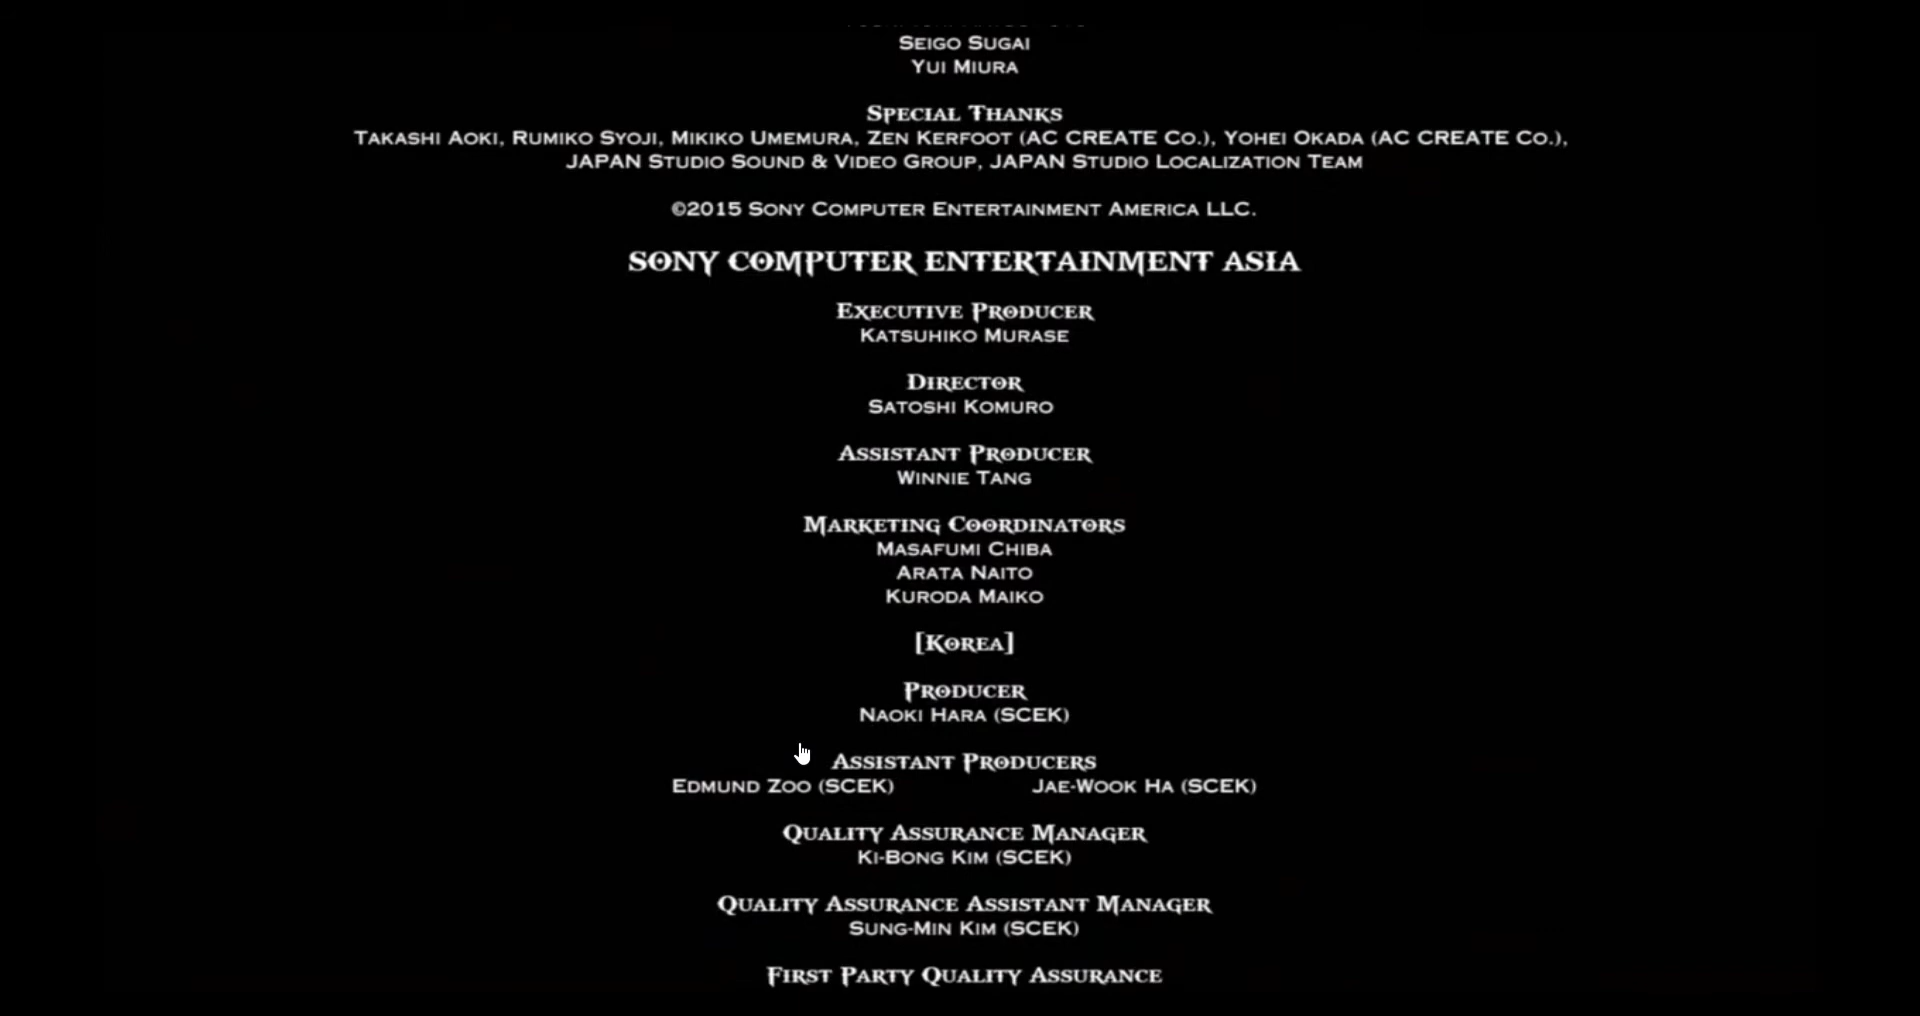 Seigo Sugai
Yui Miura
Special Thanks
Takashi Aoki, Rumiko Syoji, Mikiko Umemura, Zen Kerfoot (AC CREATE Co.), Yohei Okada (AC CREATE Co.),
JAPAN Studio Sound & Video Group, JAPAN Studio Localization Team
©2015 Sony Computer Entertainment America LLC.
SONY COMPUTER ENTERTAINMENT ASIA
Executive Producer
Katsuhiko Murase
Director
Satoshi Komuro
Assistant Producer
Winnie Tang
Marketing Coordinators
Masafumi Chiba
Arata Naito
Kuroda Maiko
[Korea]
Producer
Naoki Hara (SCEK)
Assistant Producers
Edmund Zoo (SCEK) Jae-Wook Ha (SCEK)
Quality Assurance Manager
Ki-Bong Kim (SCEK)
Quality Assurance Assistant Manager
Sung-Min Kim (SCEK)
First Party Quality Assurance